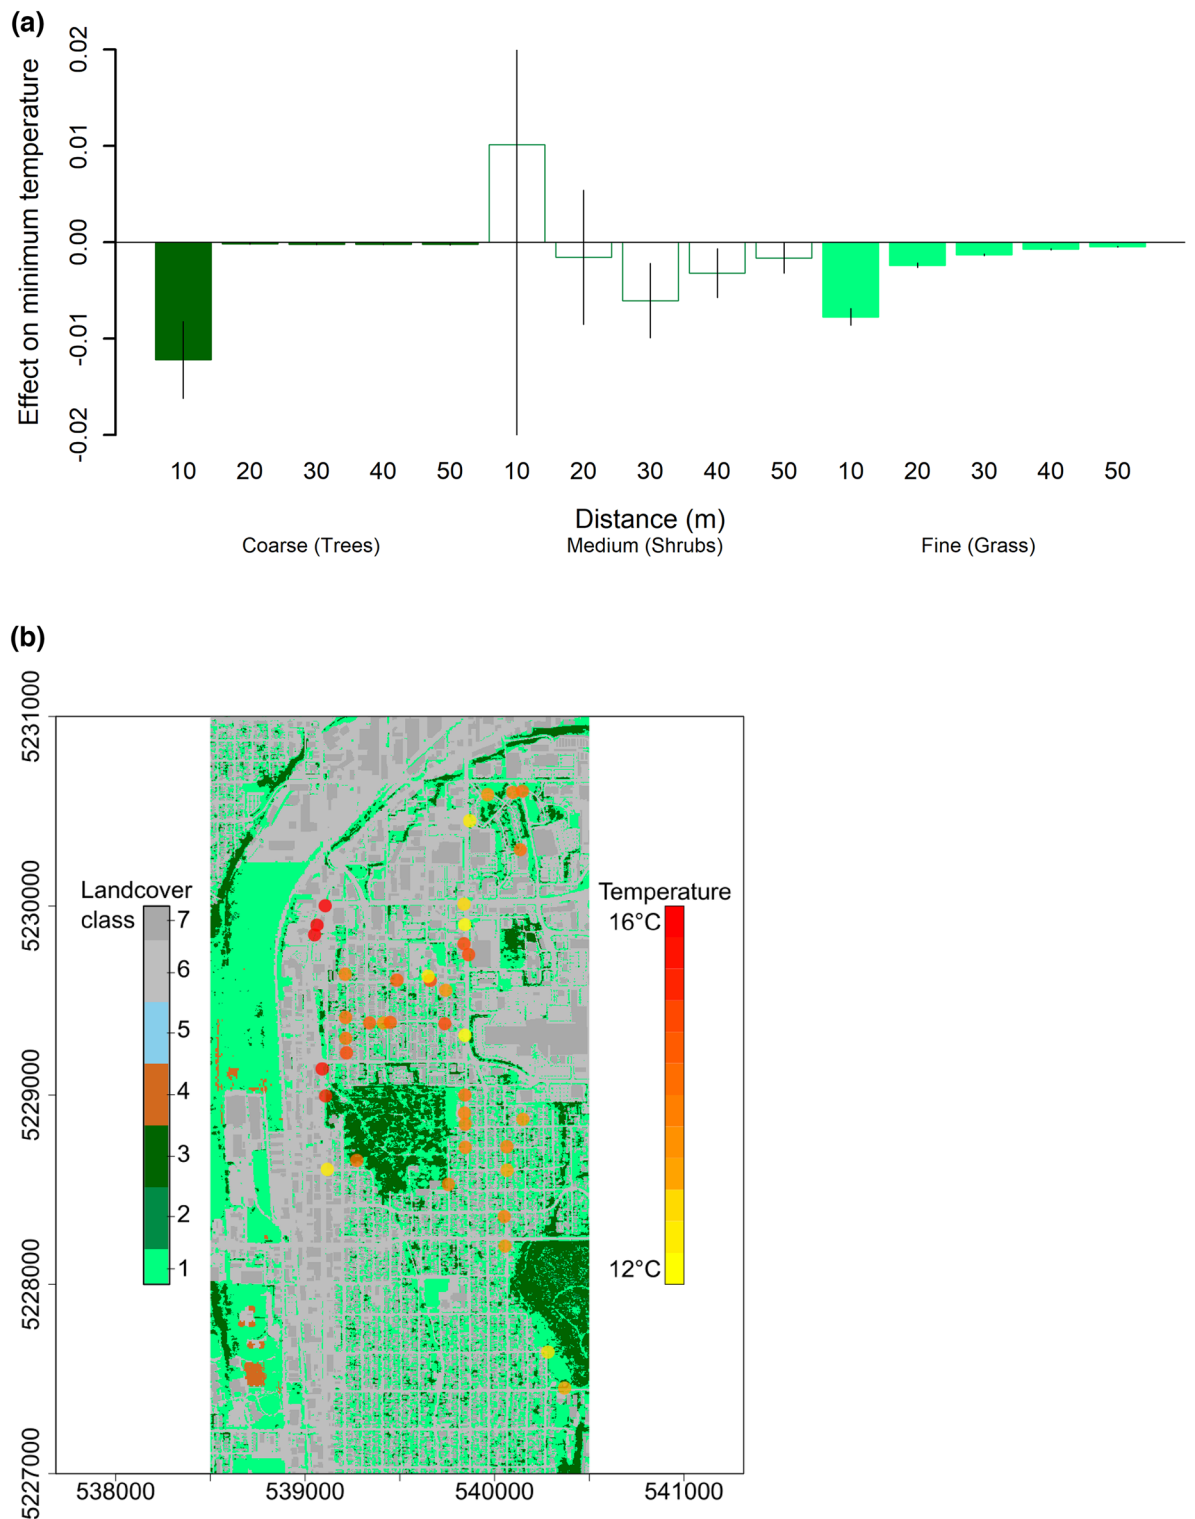 (a)
Effect on minimum temperature
0.02
0.01
0.00
-0.01
-0.02
10 20 30 40 50 10 20 30 40 50 10 20 30 40 50
Distance (m)
Coarse (Trees) Medium (Shrubs) Fine (Grass)
(b)
5231000
5230000
5229000
5228000
5227000
Landcover
class
7
6
5
4
3
2
1
Temperature
16°C
12°C
538000 539000 540000 541000